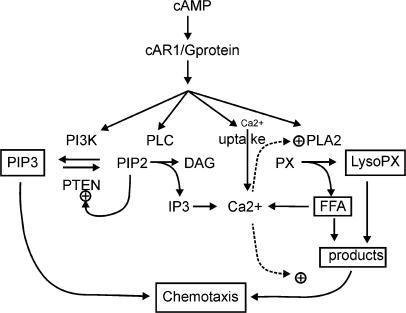 cAMP
cAR1/Gprotein
Ca2+
PI3K PLC uptake ⊕PLA2
PIP3 PIP2 DAG PX LysoPX
PTEN
⊕
IP3 Ca2+ FFA
products
⊕
Chemotaxis